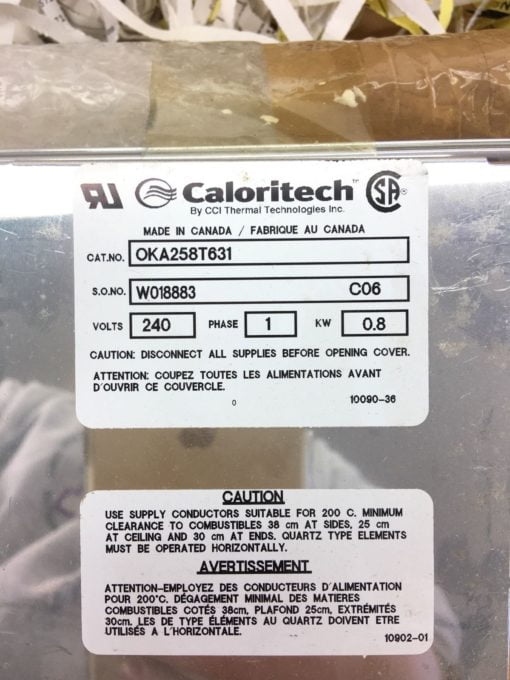 RU Caloritech™ SA®
By CCI Thermal Technologies Inc.
MADE IN CANADA / FABRIQUE AU CANADA
CAT.NO. OKA258T631
S.O.NO. W018883 C06
VOLTS 240 PHASE 1 KW 0.8
CAUTION: DISCONNECT ALL SUPPLIES BEFORE OPENING COVER.
ATTENTION: COUPEZ TOUTES LES ALIMENTATIONS AVANT
D'OUVRIR CE COUVERCLE.
0 10090-36
CAUTION
USE SUPPLY CONDUCTORS SUITABLE FOR 200 C. MINIMUM
CLEARANCE TO COMBUSTIBLES 38 cm AT SIDES, 25 cm
AT CEILING AND 30 cm AT ENDS. QUARTZ TYPE ELEMENTS
MUST BE OPERATED HORIZONTALLY.
AVERTISSEMENT
ATTENTION-EMPLOYEZ DES CONDUCTEURS D'ALIMENTATION
POUR 200°C. DÉGAGEMENT MINIMAL DES MATIERES
COMBUSTIBLES COTÉS 38cm, PLAFOND 25cm, EXTRÉMITÉS
30cm. LES DE TYPE ÉLÉMENTS AU QUARTZ DOIVENT ETRE
UTILISÉS A L'HORIZONTALE.
10902-01